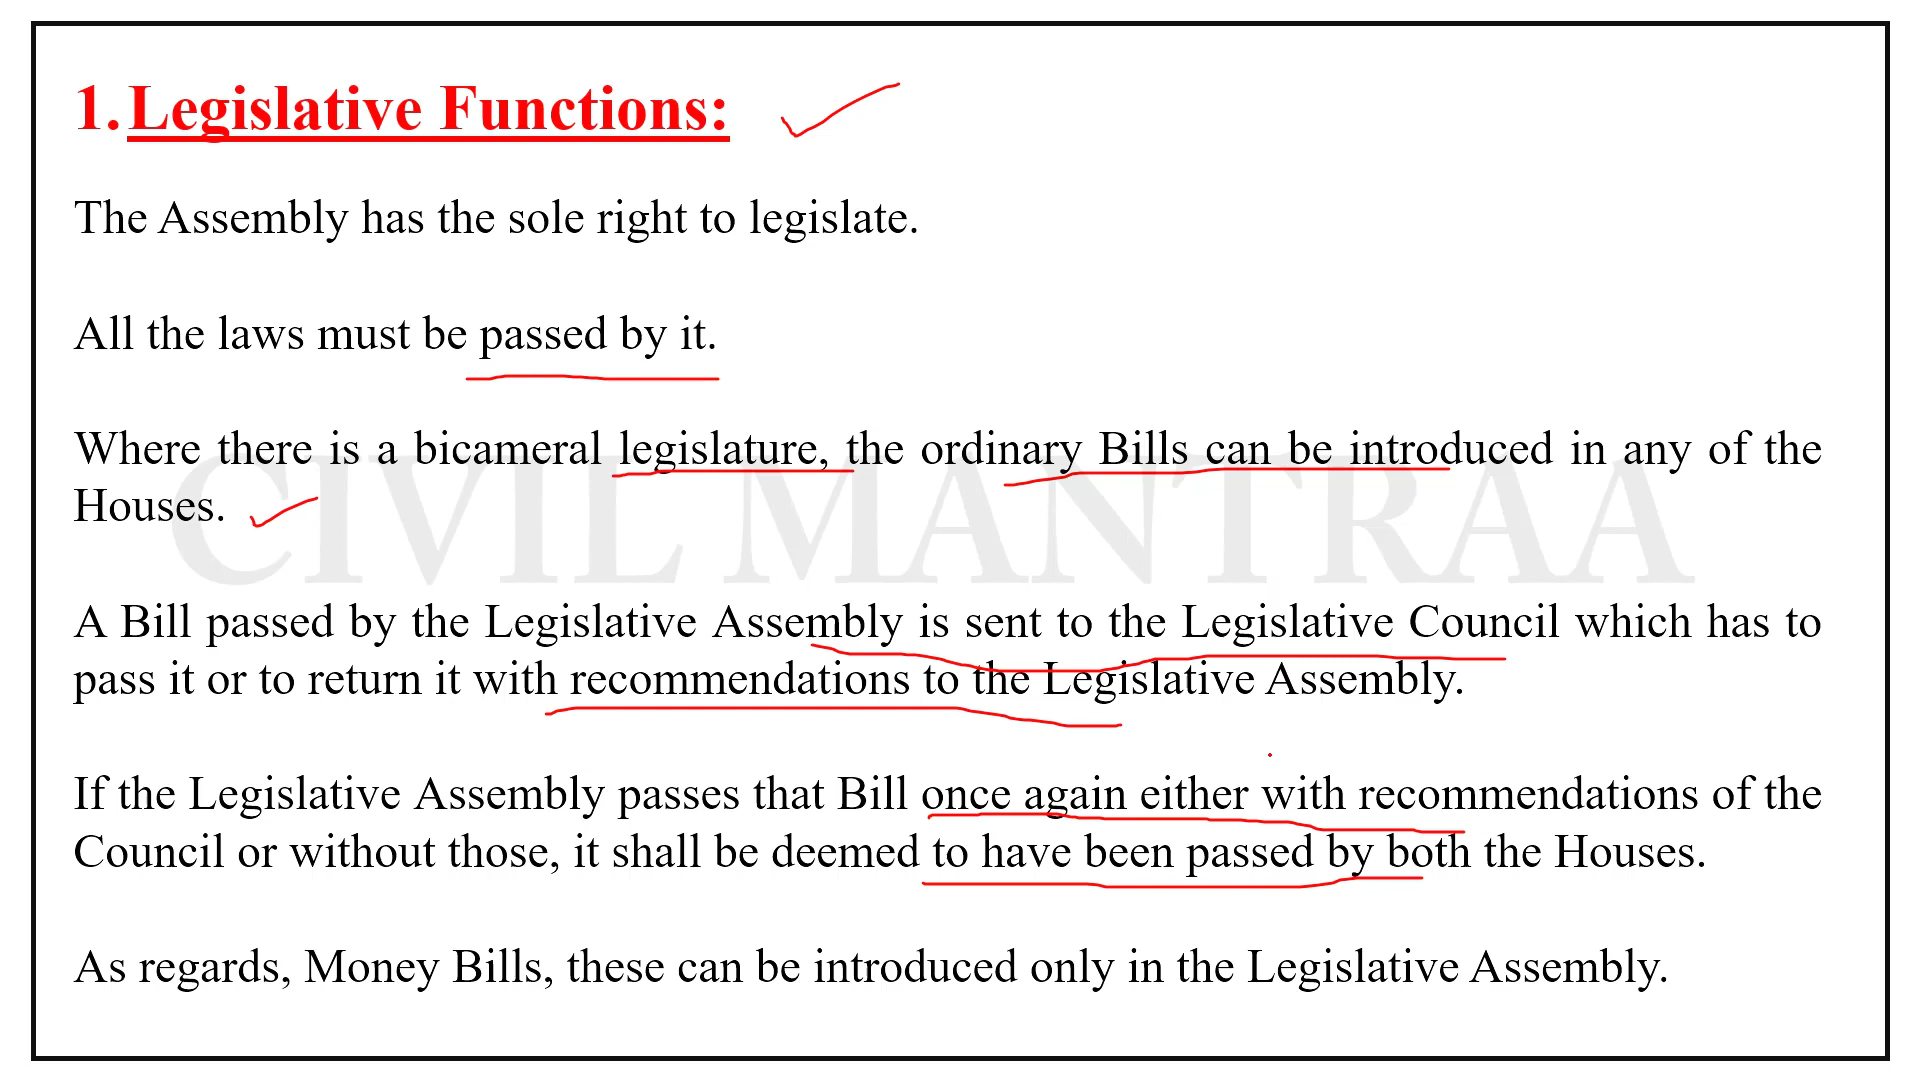 1. Legislative Functions:
The Assembly has the sole right to legislate.
All the laws must be passed by it.
Where there is a bicameral legislature, the ordinary Bills can be introduced in any of the
Houses.
CIVIL MANTRAA
A Bill passed by the Legislative Assembly is sent to the Legislative Council which has to
pass it or to return it with recommendations to the Legislative Assembly.
If the Legislative Assembly passes that Bill once again either with recommendations of the
Council or without those, it shall be deemed to have been passed by both the Houses.
As regards, Money Bills, these can be introduced only in the Legislative Assembly.